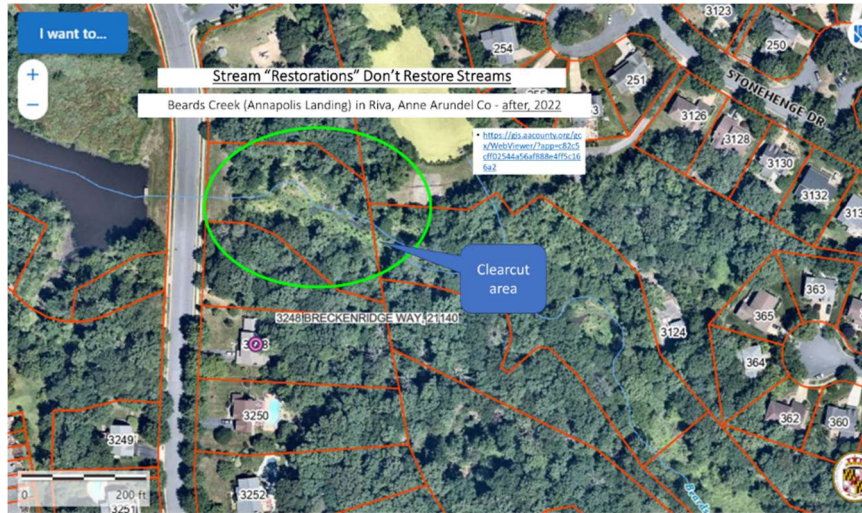 I want to...
+
−
Stream “Restorations” Don’t Restore Streams
Beards Creek (Annapolis Landing) in Riva, Anne Arundel Co - after, 2022
• https://gis.aacounty.org/gc
x/WebViewer/?app=c82c5
cff02544a56af888e4ff5c16
6a2
Clearcut
area
254
251
3123
250
STONEHENGE DR
3126
3128
3130
3132
363
365
364
362
360
3124
3248 BRECKENRIDGE WAY, 21140
3250
3249
3252
3251
0 200 ft